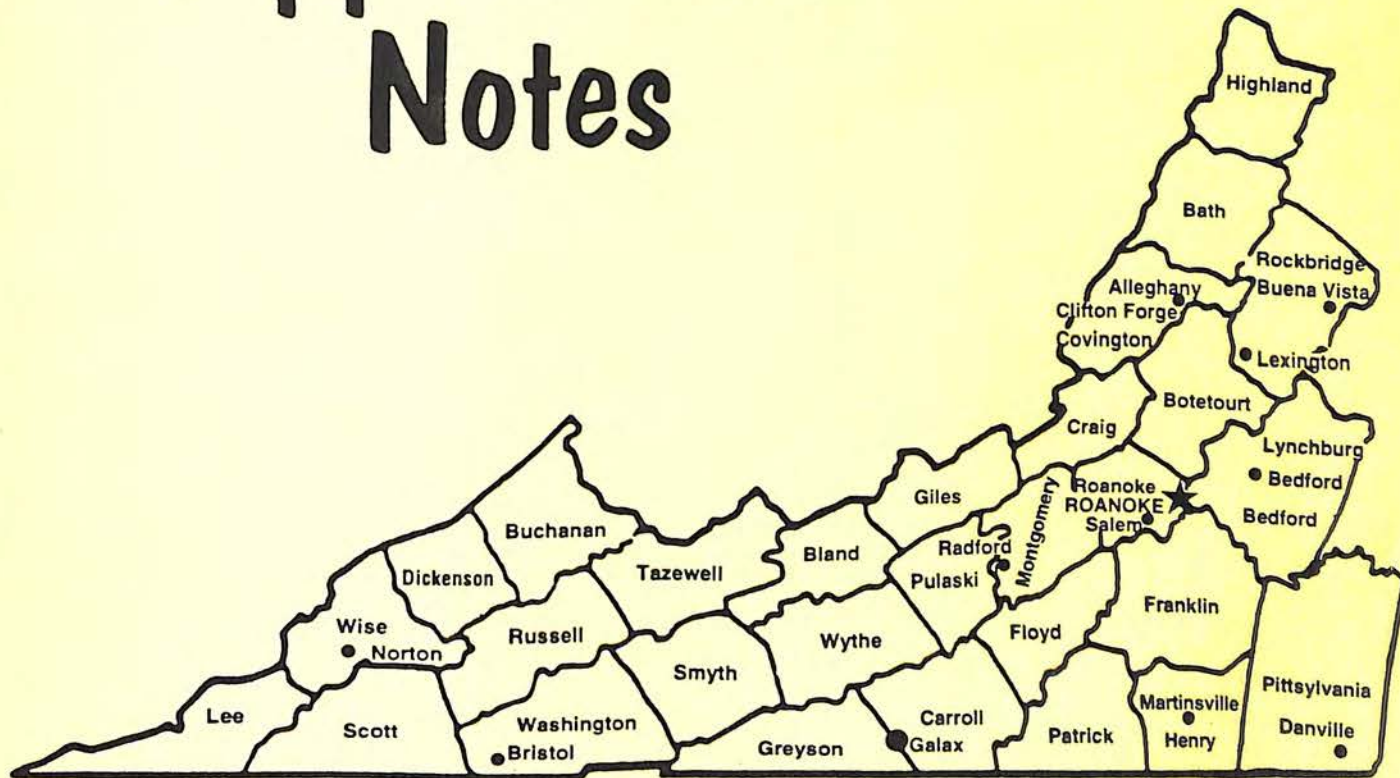 Notes
Highland
Bath
Rockbridge
Alleghany
Buena Vista
Clifton Forge
Covington
Lexington
Botetourt
Craig
Lynchburg
Bedford
Bedford
Giles
Roanoke
ROANOKE
Salem
Montgomery
Radford
Pulaski
Buchanan
Bland
Dickenson
Tazewell
Franklin
Wise
Norton
Russell
Wythe
Floyd
Smyth
Pittsylvania
Martinsville
Lee
Scott
Washington
Carroll
Danville
Bristol
Greyson
Galax
Patrick
Henry